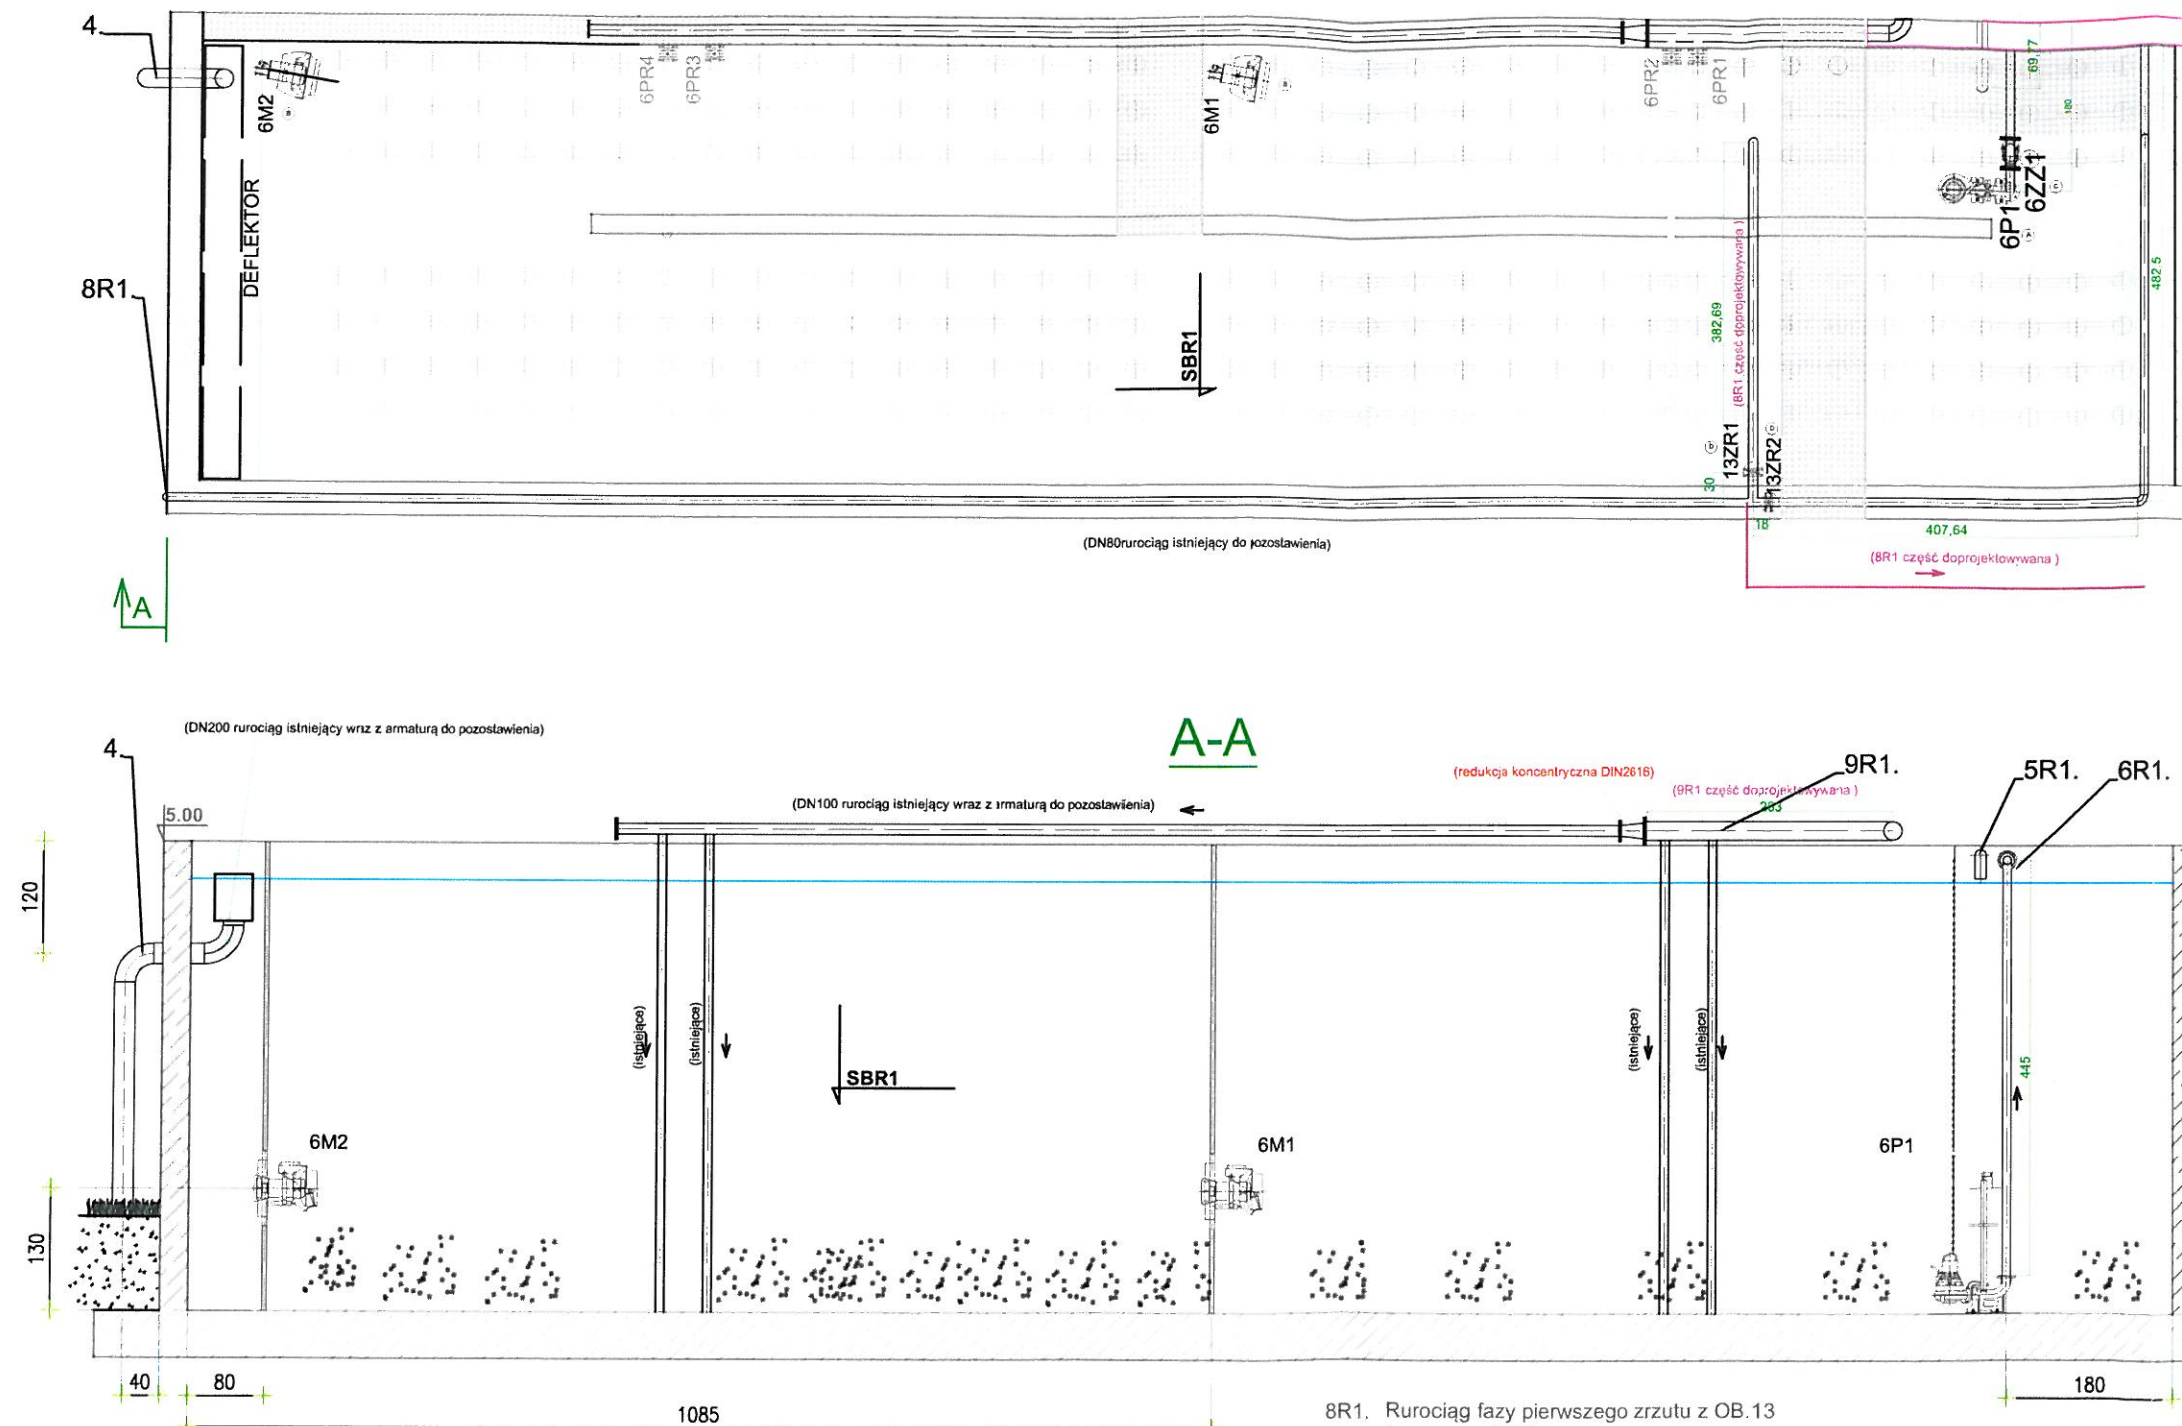 4.
6M2
6PR4
6PR3
6M1
6PR2
6PR1
69,77
180
6ZZ1
6P1
DEFLEKTOR
8R1.
SBR1
382,69
(8R1 część doprojektowywana )
482,5
13ZR1
13ZR2
30
18
407,64
(DN80rurociąg istniejący do pozostawienia)
(8R1 część doprojektowywana )
A
(DN200 rurociąg istniejący wraz z armaturą do pozostawienia)
4.
A-A
(redukcja koncentryczna DIN2616)
9R1.
5R1.
6R1.
(9R1 część doprojektowywana )
(DN100 rurociąg istniejący wraz z armaturą do pozostawienia)
5.00
120
(istniejące)
(istniejące)
(istniejące)
(istniejące)
445
SBR1
6M2
6M1
6P1
130
40
80
180
1085
8R1. Rurociąg fazy pierwszego zrzutu z OB.13